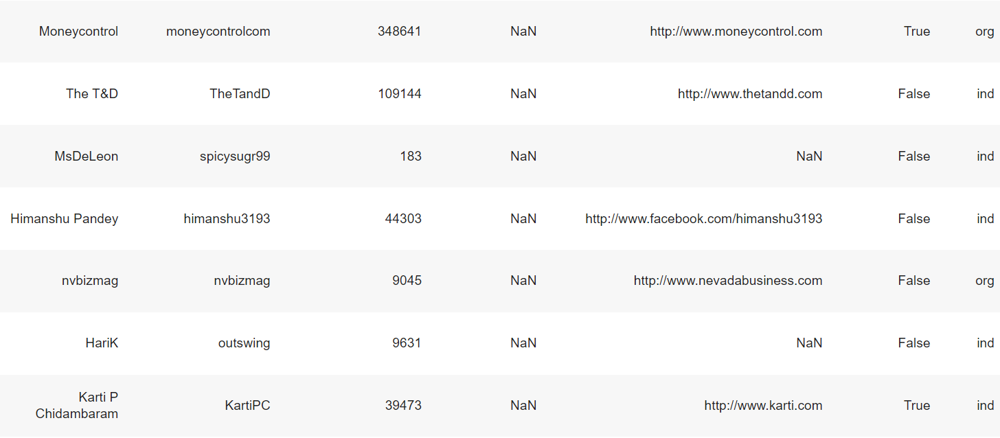 Moneycontrol moneycontrolcom 348641 NaN http://www.moneycontrol.com True org
The T&D TheTandD 109144 NaN http://www.thetandd.com False ind
MsDeLeon spicysugr99 183 NaN NaN False ind
Himanshu Pandey himanshu3193 44303 NaN http://www.facebook.com/himanshu3193 False ind
nvbizmag nvbizmag 9045 NaN http://www.nevadabusiness.com False org
HariK outswing 9631 NaN NaN False ind
Karti P
Chidambaram KartiPC 39473 NaN http://www.karti.com True ind